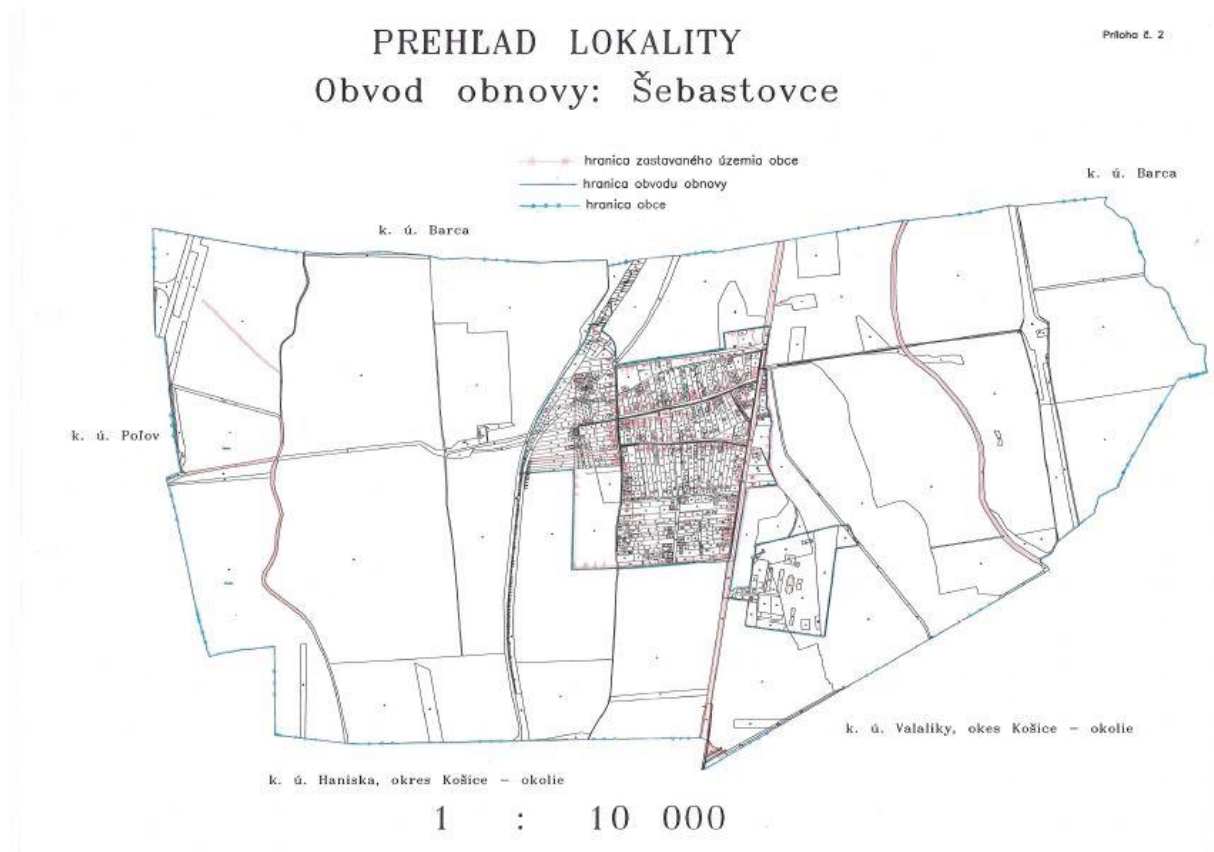 PREHĽAD LOKALITY
Príloha č. 2
Obvod obnovy: Šebastovce
hranica zastavaného územia obce
hranica obvodu obnovy
hranica obce
k. ú. Barca
k. ú. Barca
k. ú. Poľov
k. ú. Valaliky, okes Košice – okolie
k. ú. Haniska, okres Košice – okolie
1 : 10 000